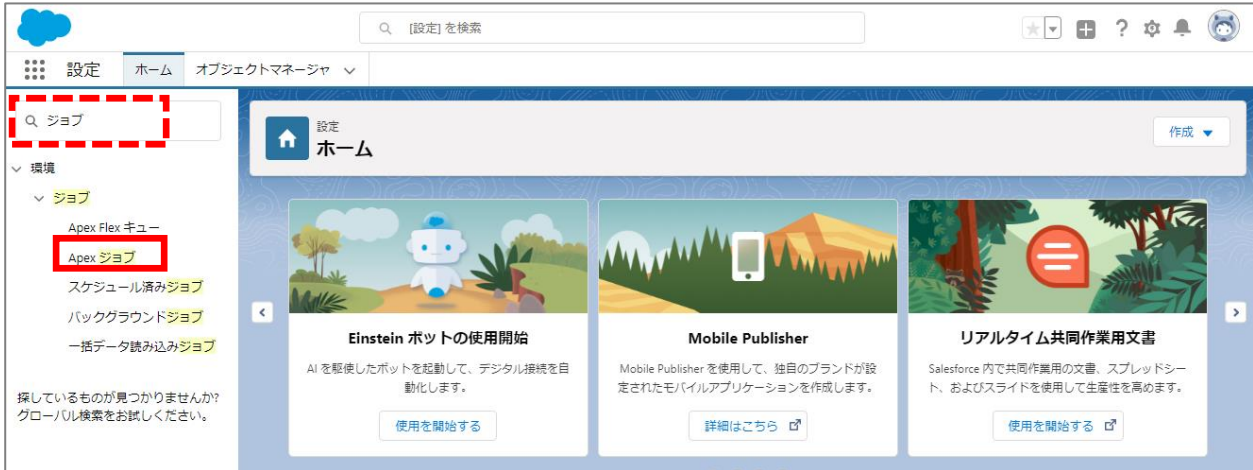 [設定] を検索
設定
ホーム
オブジェクトマネージャ
ジョブ
環境
ジョブ
Apex Flex キュー
Apex ジョブ
スケジュール済みジョブ
バックグラウンドジョブ
一括データ読み込みジョブ
探しているものが見つかりませんか?
グローバル検索をお試しください。
設定
ホーム
作成
Einstein ボットの使用開始
AI を駆使したボットを起動して、デジタル接続を自
動化します。
使用を開始する
Mobile Publisher
Mobile Publisher を使用して、独自のブランドが設
定されたモバイルアプリケーションを作成します。
詳細はこちら
リアルタイム共同作業用文書
Salesforce 内で共同作業用の文書、スプレッドシー
ト、およびスライドを使用して生産性を高めます。
使用を開始する